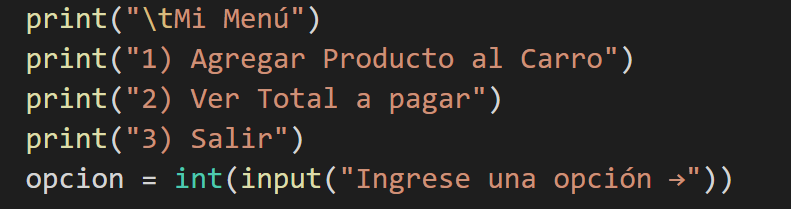 print("\tMi Menú")
print("1) Agregar Producto al Carro")
print("2) Ver Total a pagar")
print("3) Salir")
opcion = int(input("Ingrese una opción →"))